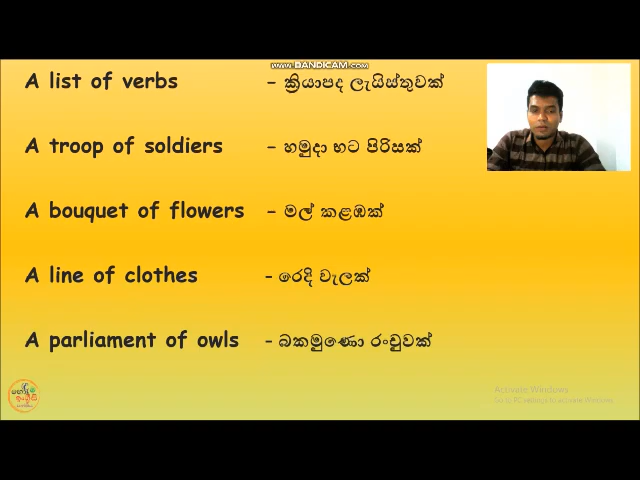 www.BANDICAM.com
A list of verbs – ක්‍රියාපද ලැයිස්තුවක්
A troop of soldiers – හමුදා භට පිරිසක්
A bouquet of flowers – මල් කළඹක්
A line of clothes - රෙදි වැලක්
A parliament of owls - බකමුණො රංචුවක්
Activate Windows